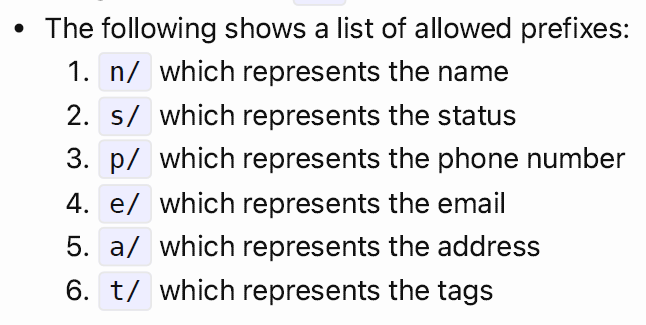 • The following shows a list of allowed prefixes:
1. n/ which represents the name
2. s/ which represents the status
3. p/ which represents the phone number
4. e/ which represents the email
5. a/ which represents the address
6. t/ which represents the tags